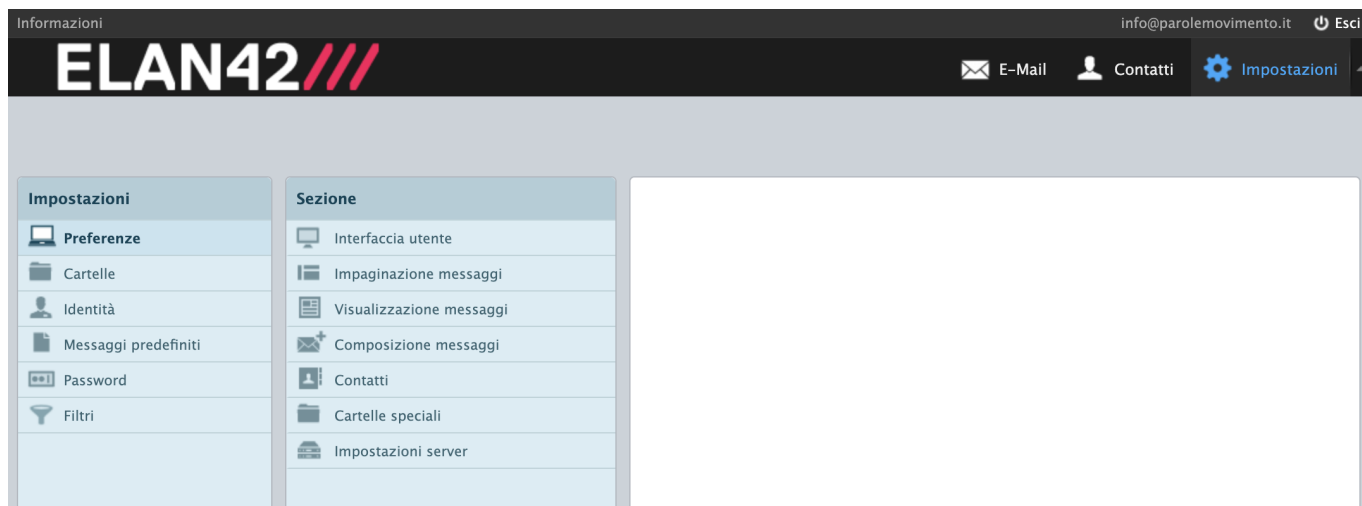 Informazioni
info@parolemovimento.it Esci
ELAN42///
E-Mail Contatti Impostazioni
Impostazioni
Preferenze
Cartelle
Identità
Messaggi predefiniti
Password
Filtri
Sezione
Interfaccia utente
Impaginazione messaggi
Visualizzazione messaggi
Composizione messaggi
Contatti
Cartelle speciali
Impostazioni server